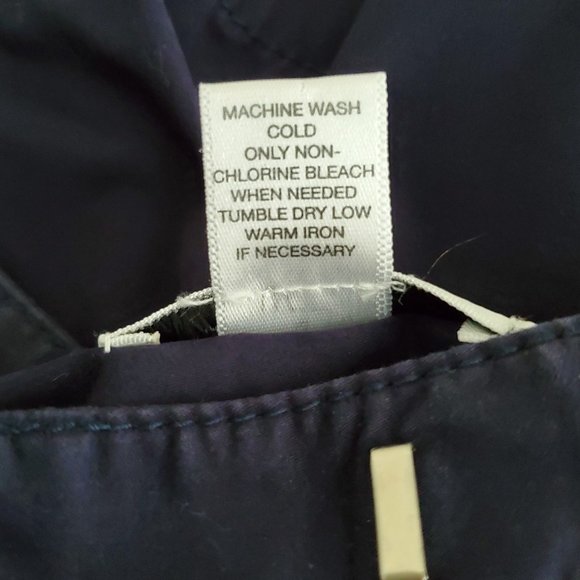 MACHINE WASH
COLD
ONLY NON-
CHLORINE BLEACH
WHEN NEEDED
TUMBLE DRY LOW
WARM IRON
IF NECESSARY